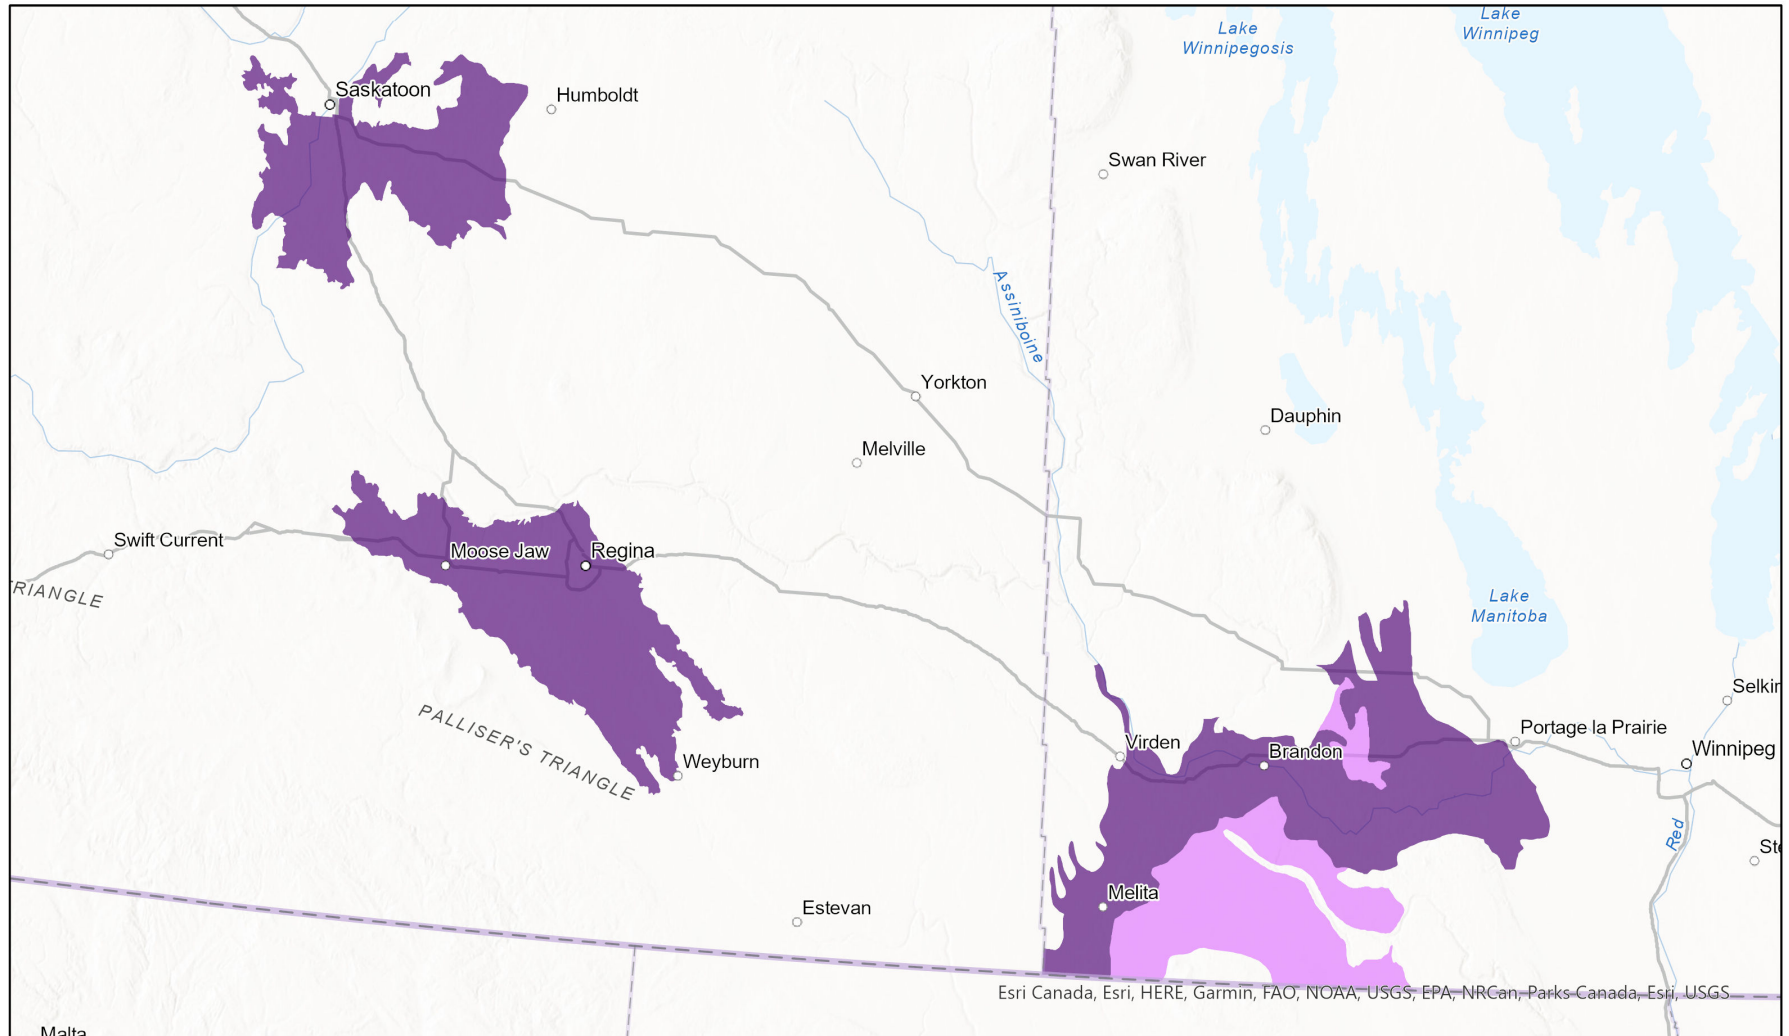 Lake
Winnipegosis
Lake
Winnipeg
Saskatoon
Humboldt
Swan River
Assiniboine
Yorkton
Dauphin
Melville
Swift Current
Moose Jaw
Regina
TRIANGLE
Lake
Manitoba
Selkir
PALLISER'S TRIANGLE
Portage la Prairie
Virden
Brandon
Winnipeg
Weyburn
Red
Ste
Melita
Estevan
Esri Canada, Esri, HERE, Garmin, FAO, NOAA, USGS, EPA, NRCan, Parks Canada, Esri, USGS
Malta